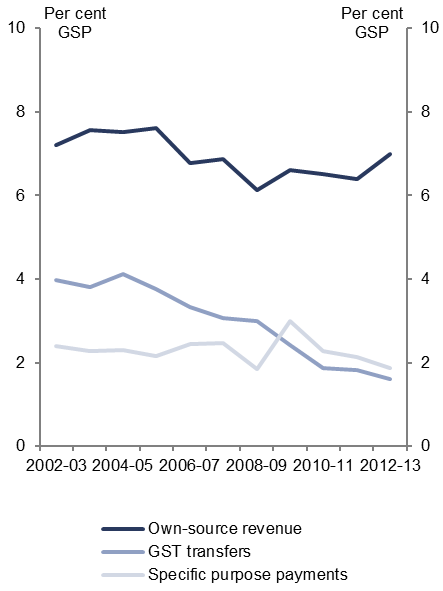 Per cent Per cent
GSP GSP
10 10
8 8
6 6
4 4
2 2
0 0
2002-03 2004-05 2006-07 2008-09 2010-11 2012-13
Own-source revenue
GST transfers
Specific purpose payments